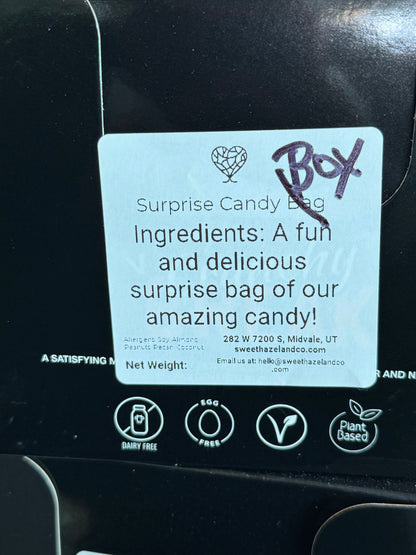 BOX
Surprise Candy Bag
Ingredients: A fun
and delicious
surprise bag of our
amazing candy!
Allergens: Soy, Almond,
Peanuts, Pecan, Coconut
282 W 7200 S, Midvale, UT
sweethazelandco.com
Net Weight:
Email us at: hello@sweethazelandco
.com
A SATISFYING
R AND N
DAIRY FREE
EGG
FREE
Plant
Based